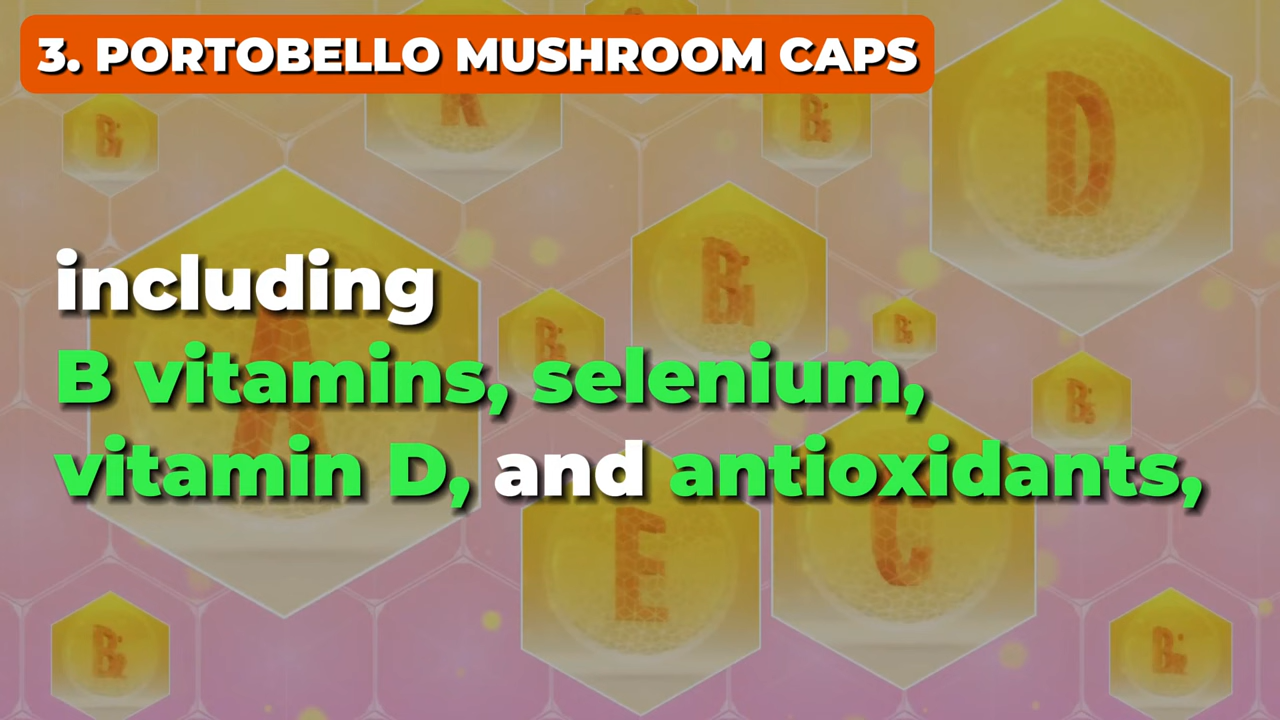 3. PORTOBELLO MUSHROOM CAPS
including
B vitamins, selenium,
vitamin D, and antioxidants,
K
D
A
E
C